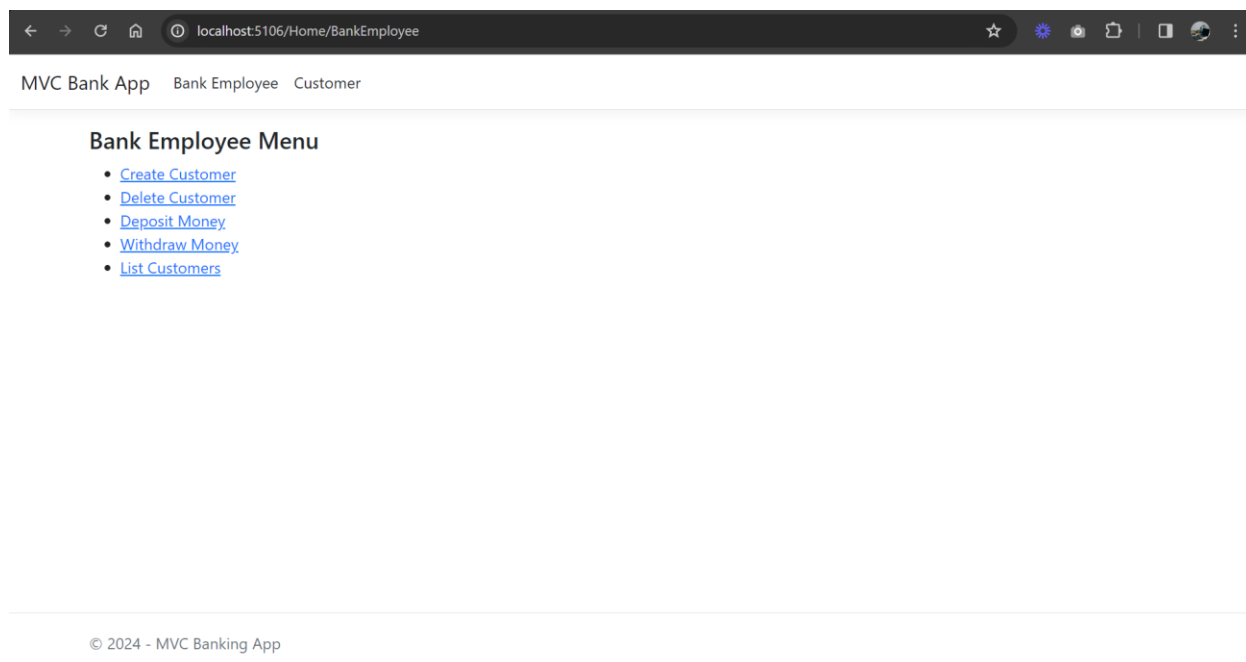 localhost:5106/Home/BankEmployee
MVC Bank App Bank Employee Customer
Bank Employee Menu
Create Customer
Delete Customer
Deposit Money
Withdraw Money
List Customers
© 2024 - MVC Banking App